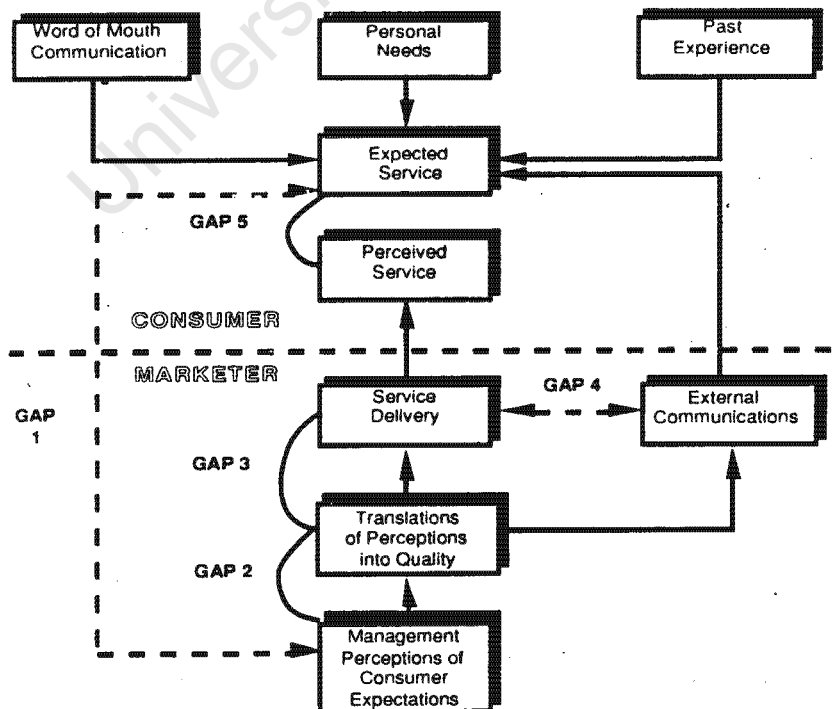 Word of Mouth
Communication
Personal
Needs
Past
Experience
Expected
Service
GAP 5
Perceived
Service
CONSUMER
MARKETER
GAP
1
Service
Delivery
GAP 4
External
Communications
GAP 3
Translations
of Perceptions
into Quality
GAP 2
Management
Perceptions of
Consumer
Expectations
Universi